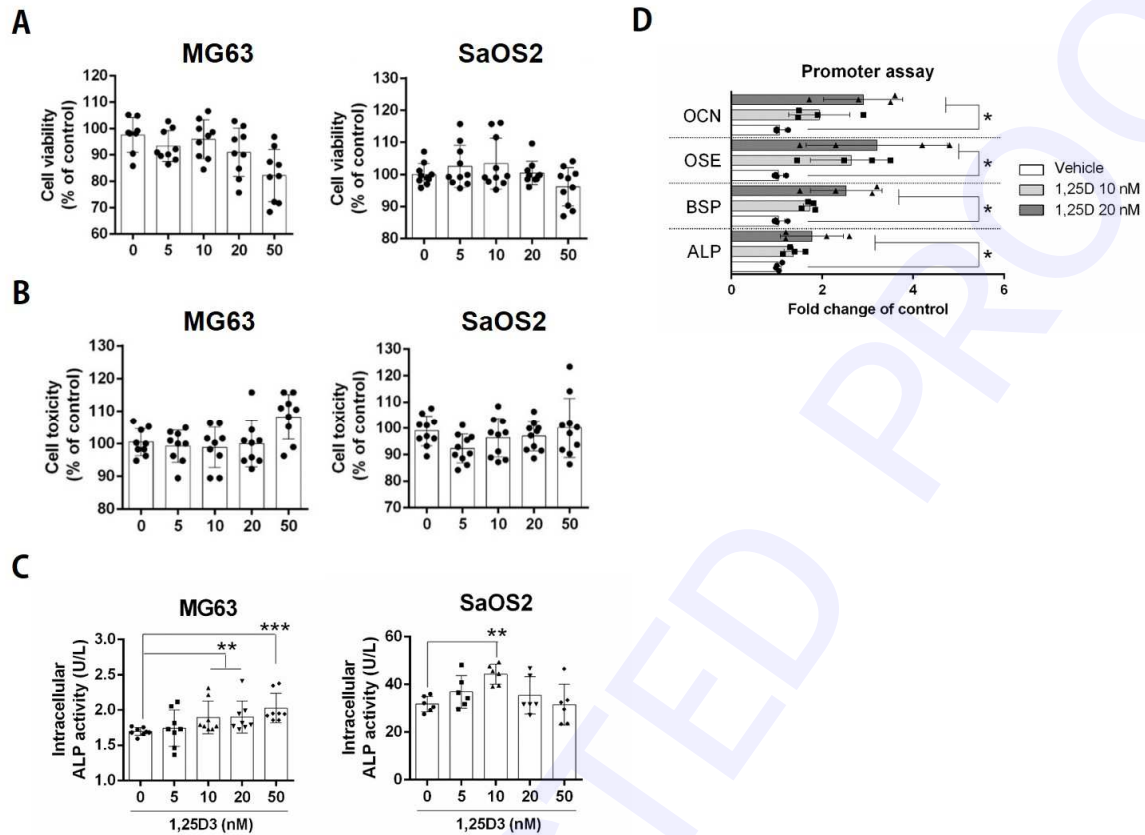 A
MG63
Cell viability
(% of control)
120
110
100
90
80
70
60
0 5 10 20 50
SaOS2
Cell viability
(% of control)
130
120
110
100
90
80
0 5 10 20 50
B
MG63
Cell toxicity
(% of control)
130
120
110
100
90
80
0 5 10 20 50
SaOS2
Cell toxicity
(% of control)
130
120
110
100
90
80
70
0 5 10 20 50
C
MG63
Intracellular
ALP activity (U/L)
3.0
2.5
2.0
1.5
1.0
**
***
0 5 10 20 50
1,25D3 (nM)
SaOS2
Intracellular
ALP activity (U/L)
60
40
20
0
**
0 5 10 20 50
1,25D3 (nM)
D
Promoter assay
OCN
*
OSE
*
BSP
*
ALP
*
0 2 4 6
Fold change of control
Vehicle
1,25D 10 nM
1,25D 20 nM